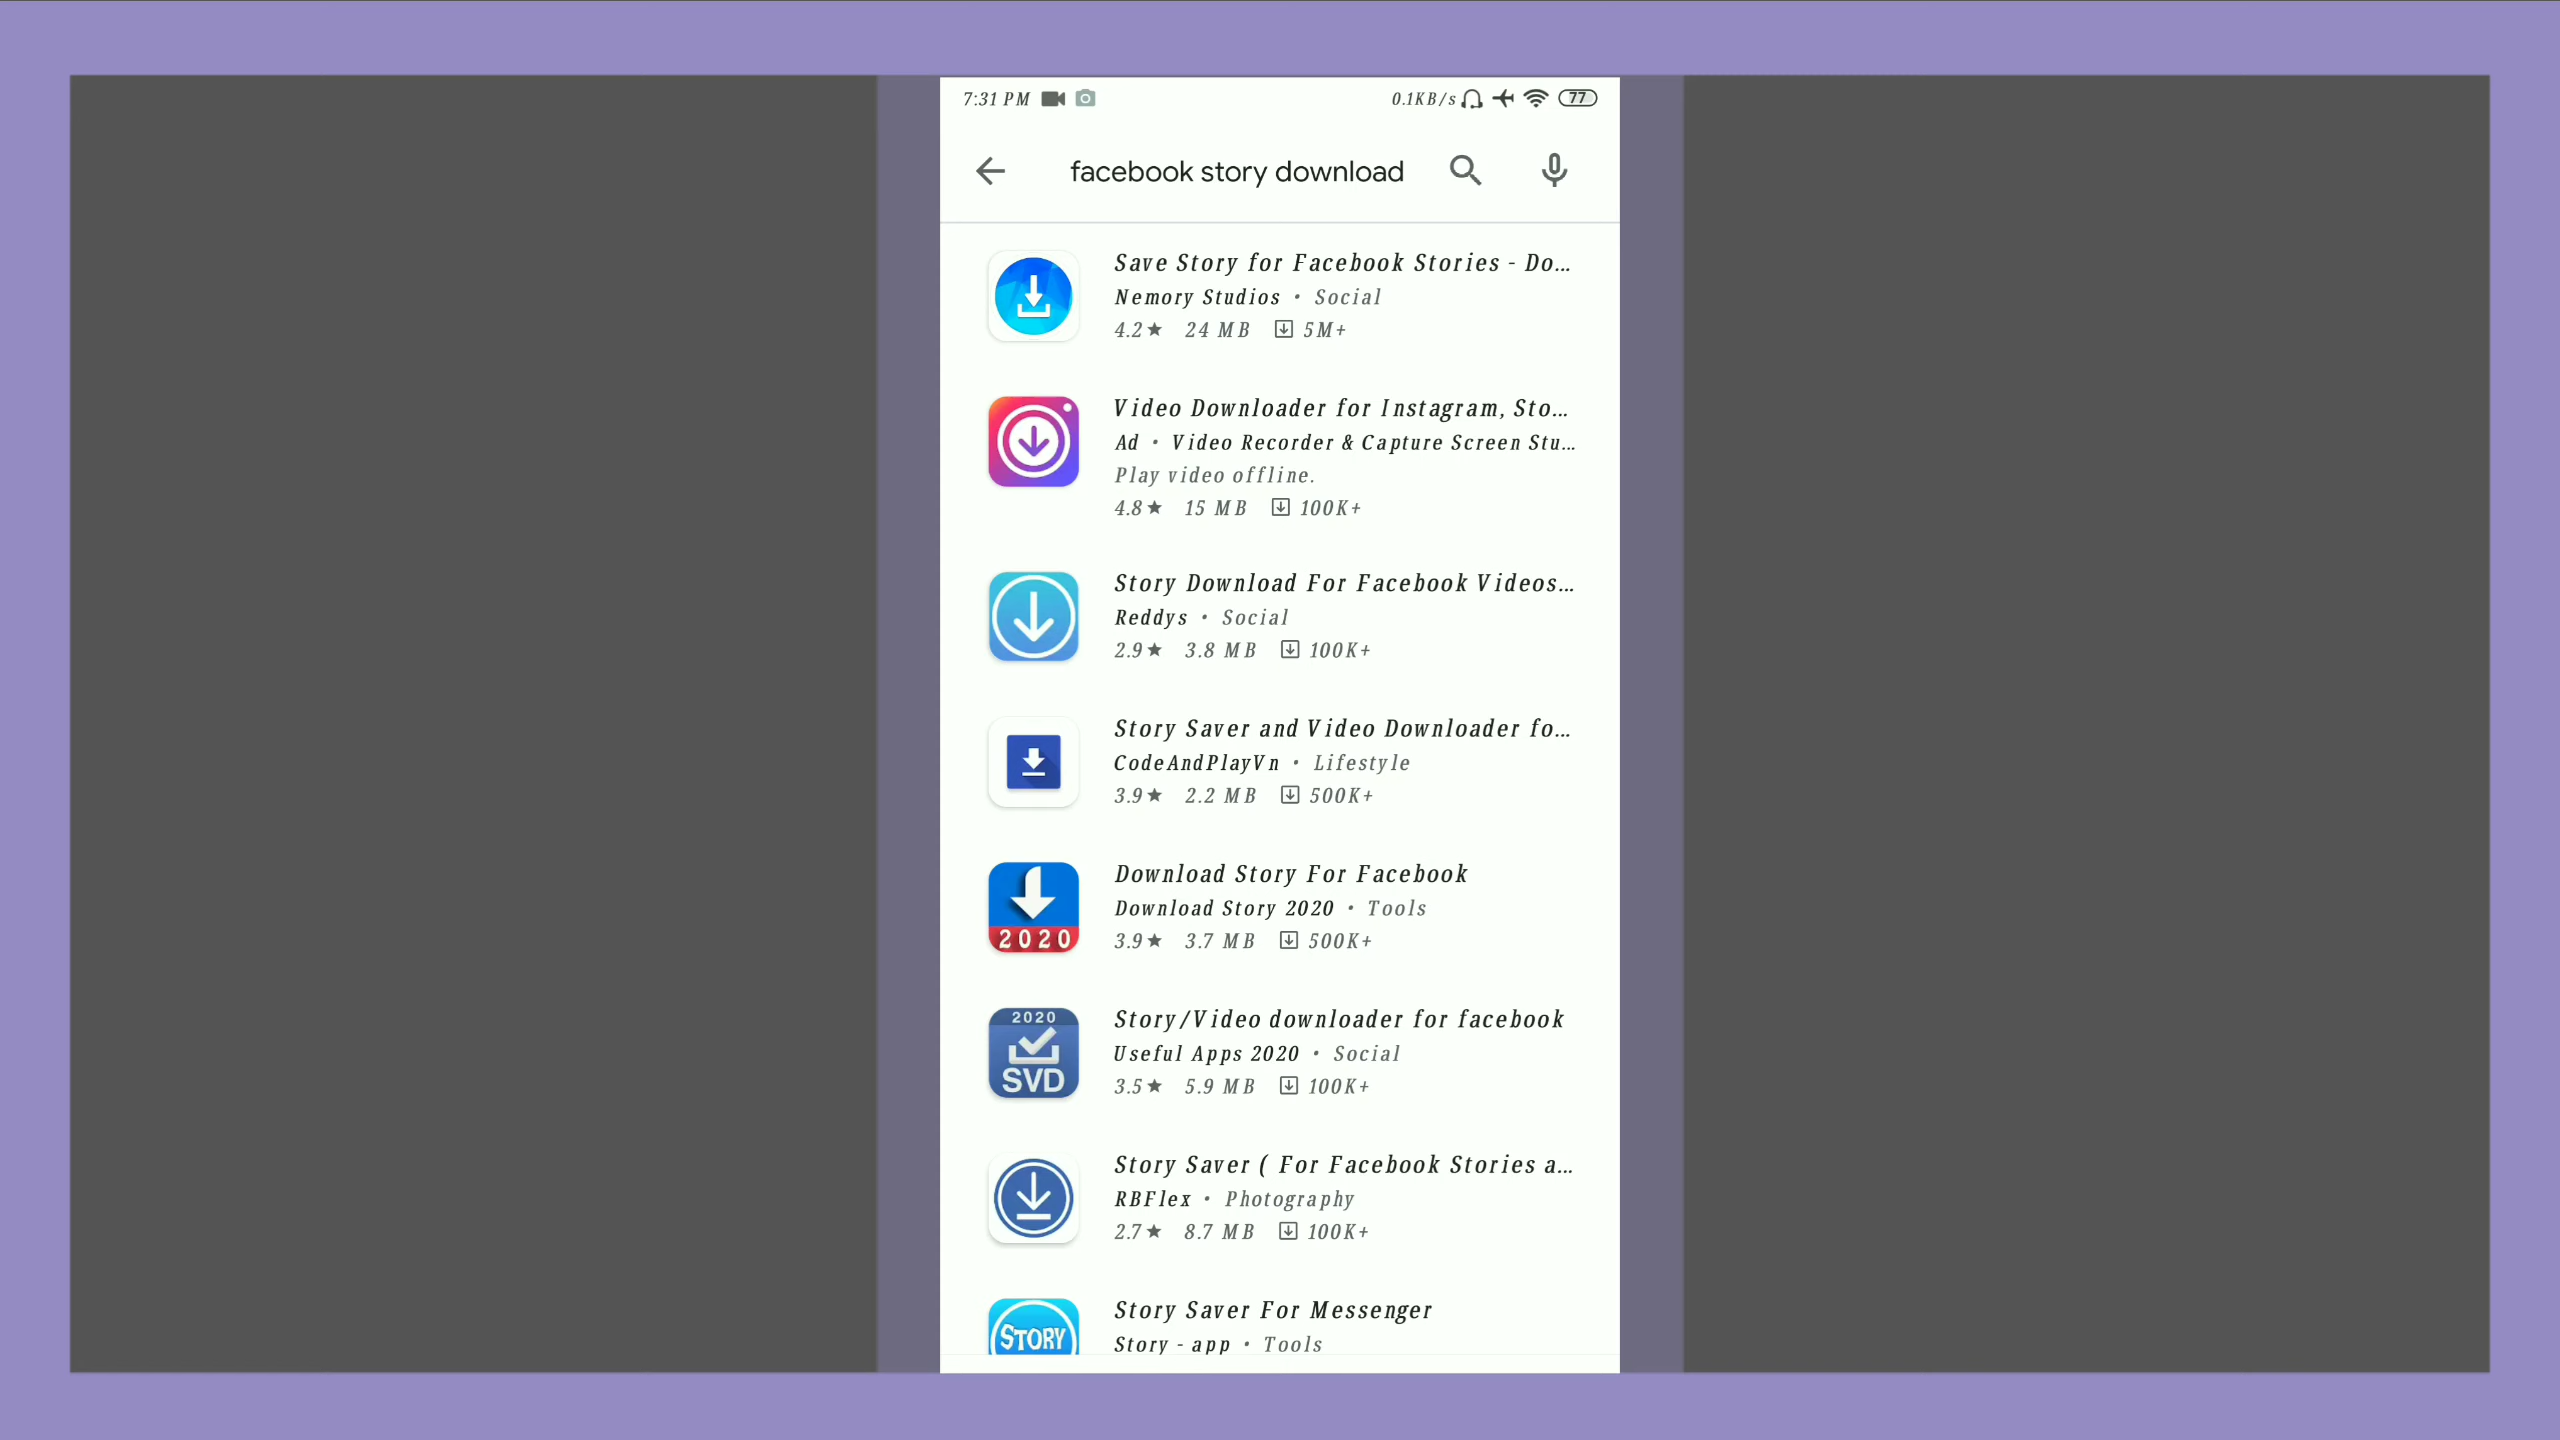 7:31 PM 0.1KB/s 77
facebook story download
Save Story for Facebook Stories - Do...
Nemory Studios • Social
4.2★ 24 MB 5M+
Video Downloader for Instagram, Sto...
Ad • Video Recorder & Capture Screen Stu...
Play video offline.
4.8★ 15 MB 100K+
Story Download For Facebook Videos...
Reddys • Social
2.9★ 3.8 MB 100K+
Story Saver and Video Downloader fo...
CodeAndPlayVn • Lifestyle
3.9★ 2.2 MB 500K+
Download Story For Facebook
Download Story 2020 • Tools
2020
3.9★ 3.7 MB 500K+
2020
Story/Video downloader for facebook
Useful Apps 2020 • Social
SVD
3.5★ 5.9 MB 100K+
Story Saver ( For Facebook Stories a...
RBFlex • Photography
2.7★ 8.7 MB 100K+
Story Saver For Messenger
STORY
Story - app • Tools